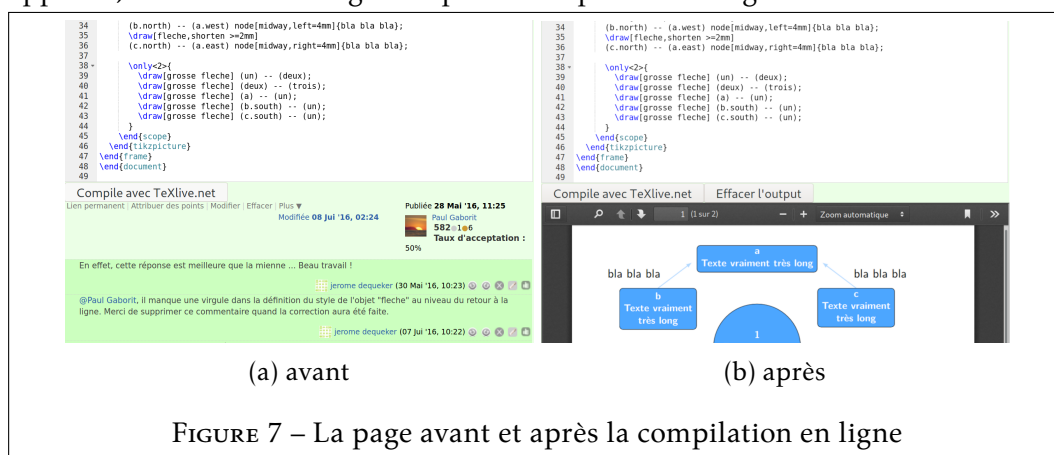 34 (b.north) -- (a.west) node[midway,left=4mm]{bla bla bla};
35 \draw[fleche,shorten >=2mm]
36 (c.north) -- (a.east) node[midway,right=4mm]{bla bla bla};
37
38 \only<2>{
39 \draw[grosse fleche] (un) -- (deux);
40 \draw[grosse fleche] (deux) -- (trois);
41 \draw[grosse fleche] (a) -- (un);
42 \draw[grosse fleche] (b.south) -- (un);
43 \draw[grosse fleche] (c.south) -- (un);
44 }
45 \end{scope}
46 \end{tikzpicture}
47 \end{frame}
48 \end{document}
49
Compile avec TeXlive.net
Lien permanent | Attribuer des points | Modifier | Effacer | Plus ▼
Publiée 28 Mai '16, 11:25
Modifiée 08 Jui '16, 02:24
Paul Gaborit
582●1●6
Taux d'acceptation :
50%
En effet, cette réponse est meilleure que la mienne ... Beau travail !
jerome dequeker (30 Mai '16, 10:23)
@Paul Gaborit, il manque une virgule dans la définition du style de l'objet "fleche" au niveau du retour à la
ligne. Merci de supprimer ce commentaire quand la correction aura été faite.
jerome dequeker (07 Jui '16, 10:22)
(a) avant
34 (b.north) -- (a.west) node[midway,left=4mm]{bla bla bla};
35 \draw[fleche,shorten >=2mm]
36 (c.north) -- (a.east) node[midway,right=4mm]{bla bla bla};
37
38 \only<2>{
39 \draw[grosse fleche] (un) -- (deux);
40 \draw[grosse fleche] (deux) -- (trois);
41 \draw[grosse fleche] (a) -- (un);
42 \draw[grosse fleche] (b.south) -- (un);
43 \draw[grosse fleche] (c.south) -- (un);
44 }
45 \end{scope}
46 \end{tikzpicture}
47 \end{frame}
48 \end{document}
49
Compile avec TeXlive.net Effacer l'output
1 (1 sur 2) Zoom automatique
a
Texte vraiment très long
bla bla bla
bla bla bla
b
Texte vraiment
très long
c
Texte vraiment
très long
1
(b) après
FIGURE 7 – La page avant et après la compilation en ligne